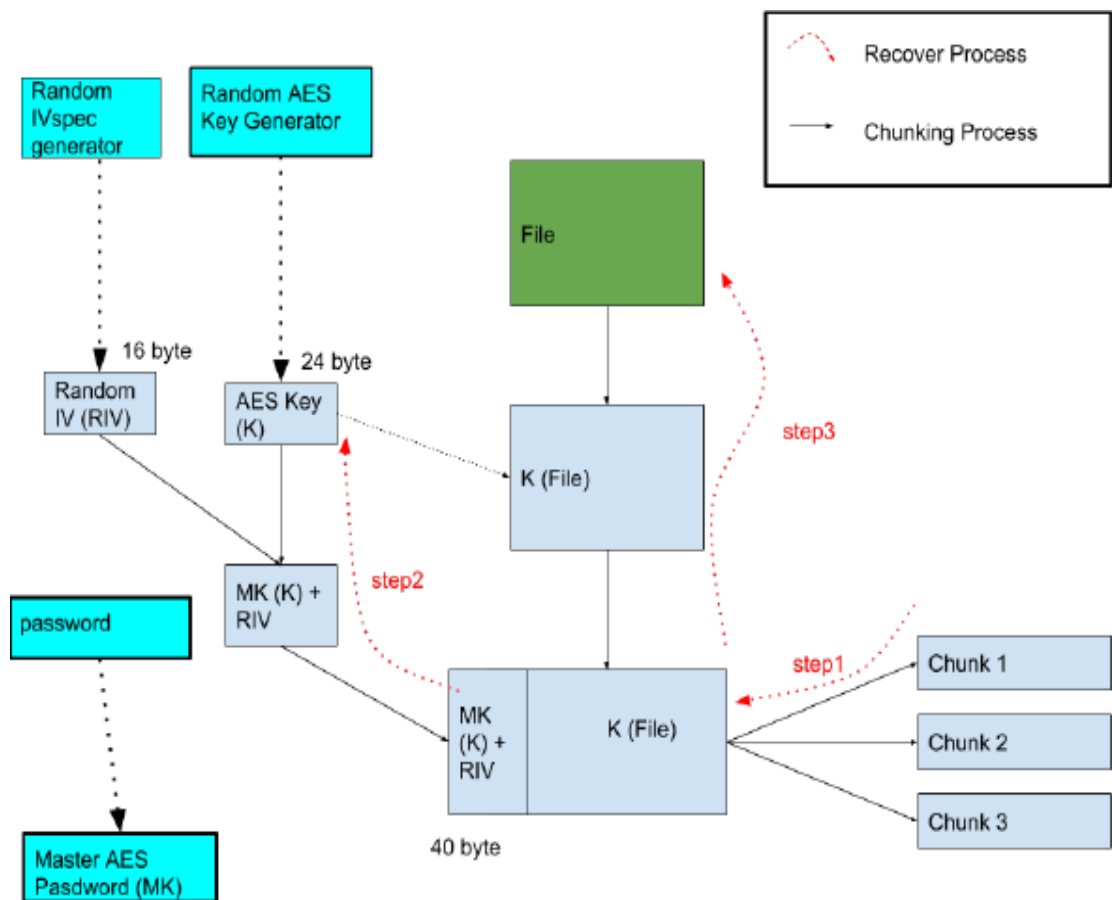 Recover Process
Chunking Process
Random
IVspec
generator
Random AES
Key Generator
File
16 byte
24 byte
Random
IV (RIV)
AES Key
(K)
K (File)
step3
step2
MK (K) +
RIV
password
step1
Chunk 1
MK
(K) +
RIV
K (File)
Chunk 2
Chunk 3
40 byte
Master AES
Pasdword (MK)